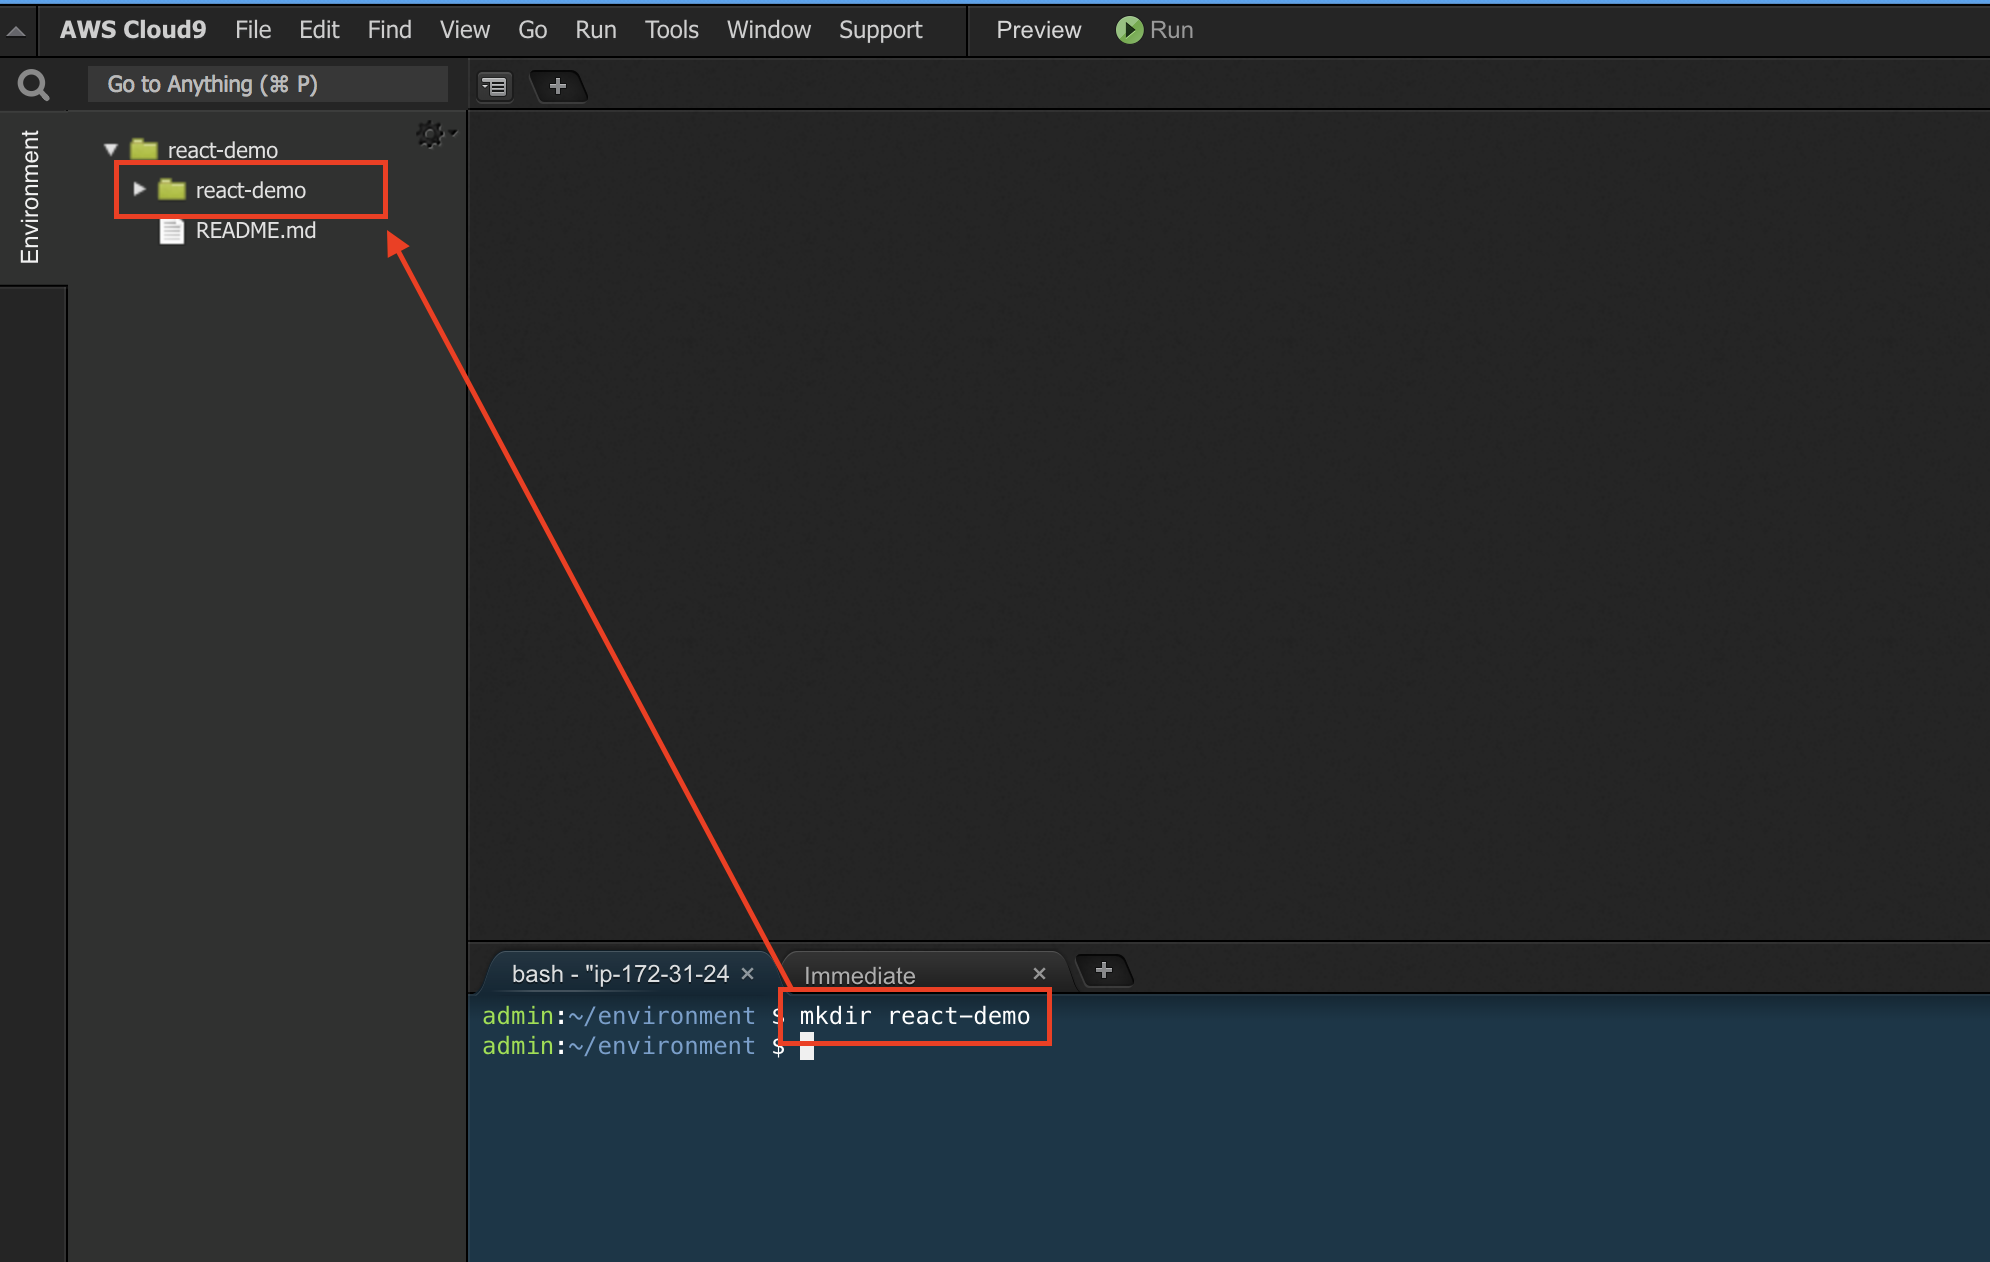 AWS Cloud9 File Edit Find View Go Run Tools Window Support Preview Run
Go to Anything (⌘ P)
Environment
react-demo
react-demo
README.md
bash - "ip-172-31-24 ×
Immediate ×
admin:~/environment $ mkdir react-demo
admin:~/environment $